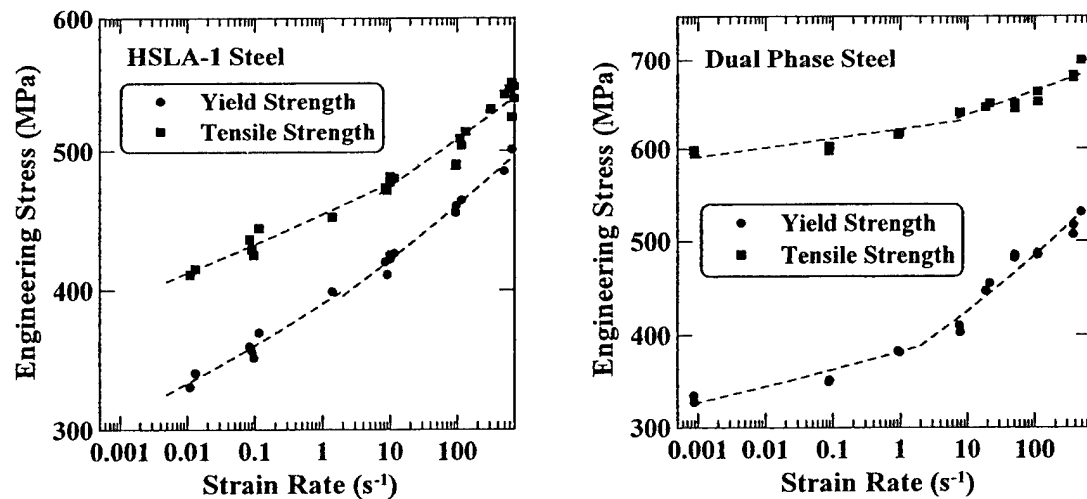 600
500
400
300
Engineering Stress (MPa)
HSLA-1 Steel
Yield Strength
Tensile Strength
0.001 0.01 0.1 1 10 100
Strain Rate (s⁻¹)
700
600
500
400
300
Engineering Stress (MPa)
Dual Phase Steel
Yield Strength
Tensile Strength
0.001 0.01 0.1 1 10 100
Strain Rate (s⁻¹)